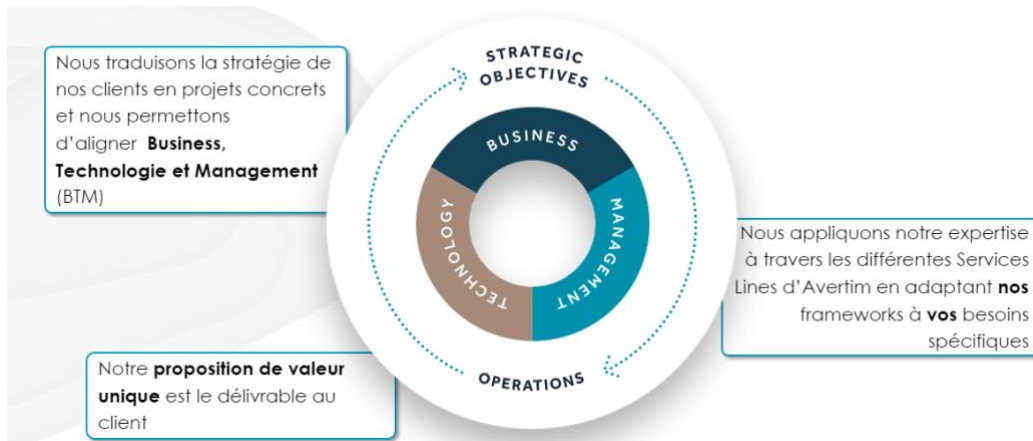 Nous traduisons la stratégie de
nos clients en projets concrets
et nous permettons
d'aligner Business,
Technologie et Management
(BTM)
STRATEGIC
OBJECTIVES
BUSINESS
TECHNOLOGY
MANAGEMENT
OPERATIONS
Nous appliquons notre expertise
à travers les différentes Services
Lines d'Avertim en adaptant nos
frameworks à vos besoins
spécifiques
Notre proposition de valeur
unique est le délivrable au
client